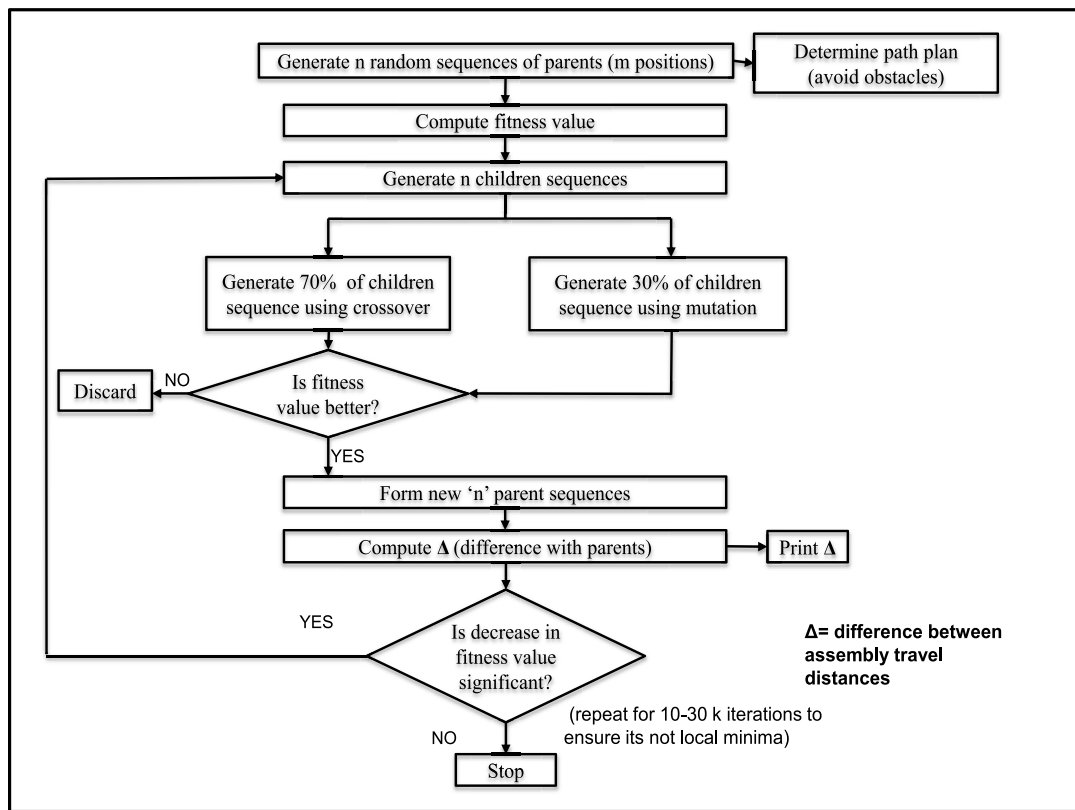 Generate n random sequences of parents (m positions)
Determine path plan
(avoid obstacles)
Compute fitness value
Generate n children sequences
Generate 70% of children
sequence using crossover
Generate 30% of children
sequence using mutation
Discard
NO
Is fitness
value better?
YES
Form new ‘n’ parent sequences
Compute Δ (difference with parents)
Print Δ
YES
Is decrease in
fitness value
significant?
Δ= difference between
assembly travel
distances
(repeat for 10-30 k iterations to
ensure its not local minima)
NO
Stop